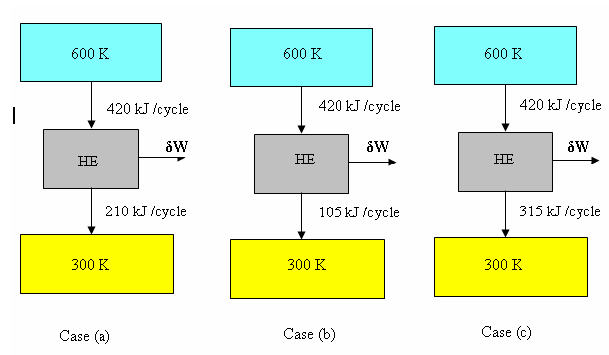 600 K
420 kJ /cycle
HE
δW
210 kJ /cycle
300 K
Case (a)
600 K
420 kJ /cycle
HE
δW
105 kJ /cycle
300 K
Case (b)
600 K
420 kJ /cycle
HE
δW
315 kJ /cycle
300 K
Case (c)